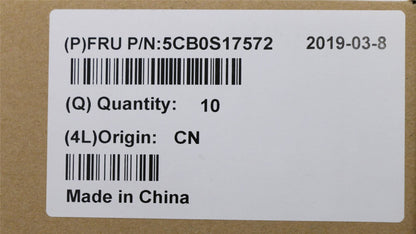 (P)FRU P/N:5CB0S17572 2019-03-8
(Q) Quantity: 10
(4L)Origin: CN
Made in China